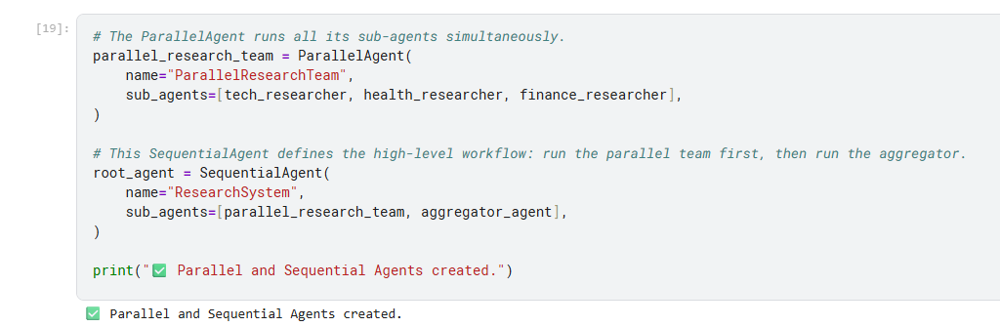 [19]:
# The ParallelAgent runs all its sub-agents simultaneously.
parallel_research_team = ParallelAgent(
    name="ParallelResearchTeam",
    sub_agents=[tech_researcher, health_researcher, finance_researcher],
)

# This SequentialAgent defines the high-level workflow: run the parallel team first, then run the aggregator.
root_agent = SequentialAgent(
    name="ResearchSystem",
    sub_agents=[parallel_research_team, aggregator_agent],
)

print("✅ Parallel and Sequential Agents created.")
✅ Parallel and Sequential Agents created.